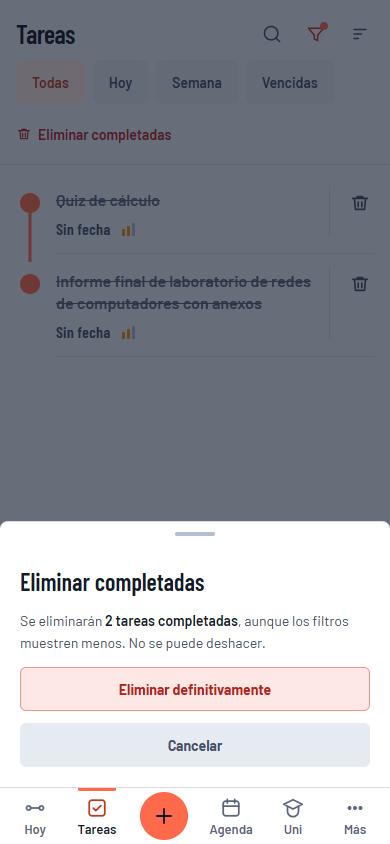 Tareas
Todas
Hoy
Semana
Vencidas
Eliminar completadas
Quiz de cálculo
Sin fecha
Informe final de laboratorio de redes
de computadores con anexos
Sin fecha
Eliminar completadas
Se eliminarán 2 tareas completadas, aunque los filtros
muestren menos. No se puede deshacer.
Eliminar definitivamente
Cancelar
Hoy
Tareas
Agenda
Uni
Más